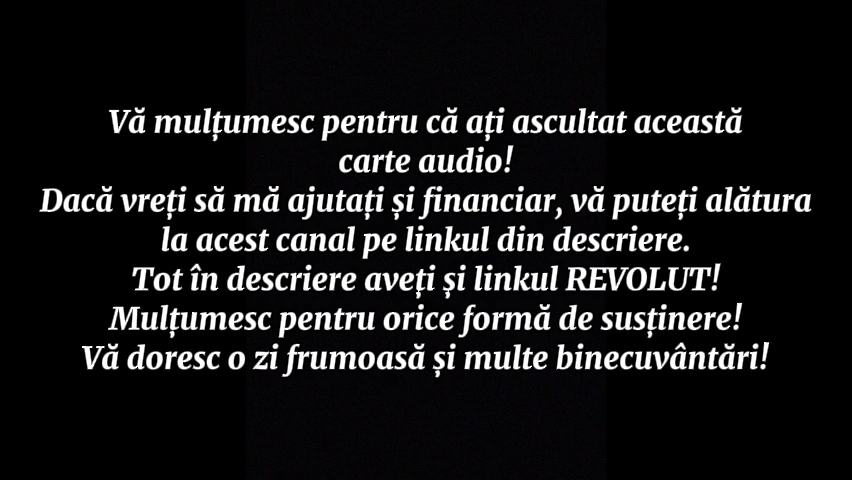 Vă mulțumesc pentru că ați ascultat această
carte audio!
Dacă vreți să mă ajutați și financiar, vă puteți alătura
la acest canal pe linkul din descriere.
Tot în descriere aveți și linkul REVOLUT!
Mulțumesc pentru orice formă de susținere!
Vă doresc o zi frumoasă și multe binecuvântări!